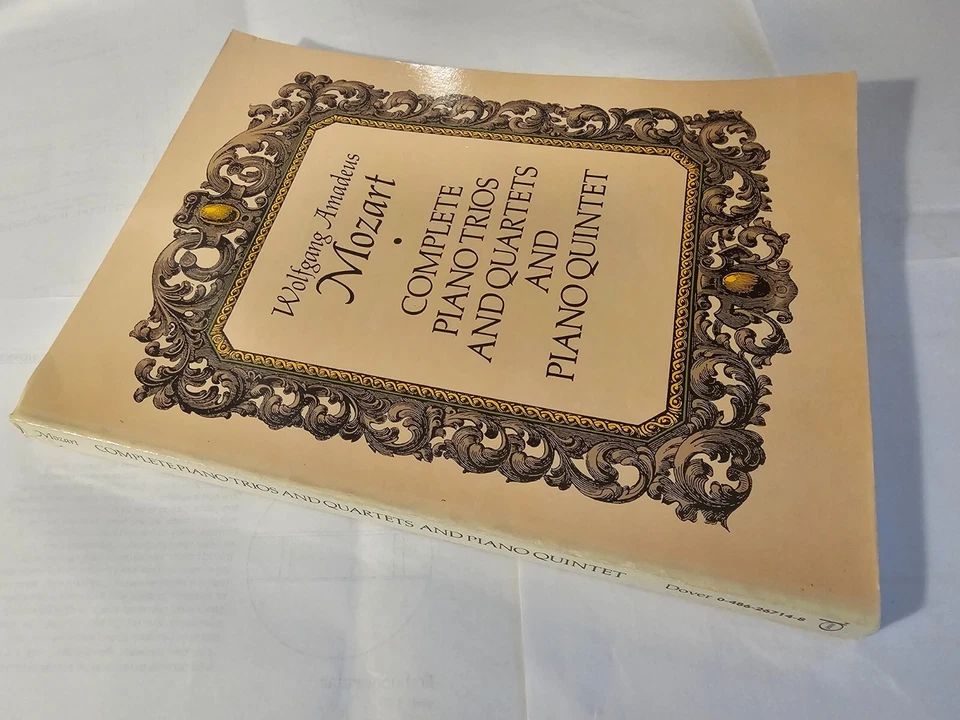 Wolfgang Amadeus
Mozart
•
COMPLETE
PIANO TRIOS
AND QUARTETS
AND
PIANO QUINTET
Mozart COMPLETE PIANO TRIOS AND QUARTETS AND PIANO QUINTET Dover 0-486-26714-8